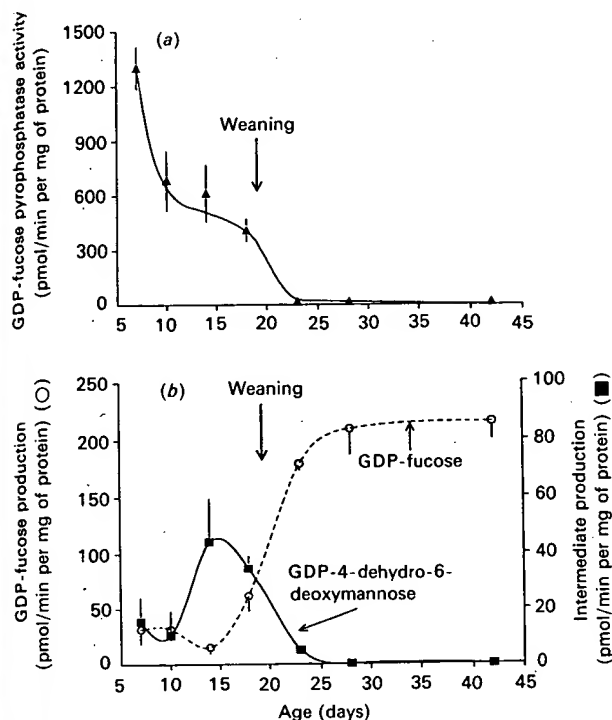 GDP-fucose pyrophosphatase activity
(pmol/min per mg of protein)
1500
1200
900
600
300
0
(a)
Weaning
5 10 15 20 25 30 35 40 45
GDP-fucose production
(pmol/min per mg of protein) (○)
250
200
150
100
50
0
(b)
Weaning
GDP-fucose
GDP-4-dehydro-6-
deoxymannose
100
80
60
40
20
0
Intermediate production (■)
(pmol/min per mg of protein)
5 10 15 20 25 30 35 40 45
Age (days)